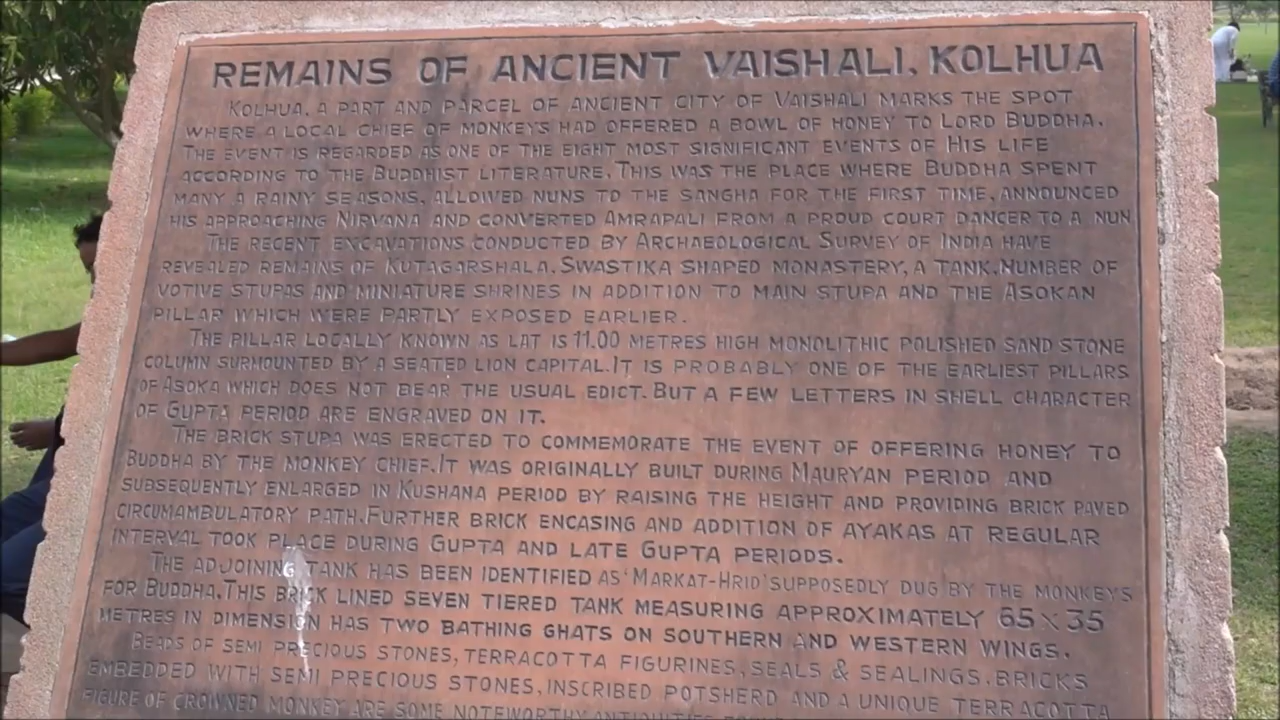 REMAINS OF ANCIENT VAISHALI, KOLHUA
KOLHUA, A PART AND PARCEL OF ANCIENT CITY OF VAISHALI MARKS THE SPOT
WHERE A LOCAL CHIEF OF MONKEYS HAD OFFERED A BOWL OF HONEY TO LORD BUDDHA.
THE EVENT IS REGARDED AS ONE OF THE EIGHT MOST SIGNIFICANT EVENTS OF HIS LIFE
ACCORDING TO THE BUDDHIST LITERATURE. THIS WAS THE PLACE WHERE BUDDHA SPENT
MANY A RAINY SEASONS, ALLOWED NUNS TO THE SANGHA FOR THE FIRST TIME, ANNOUNCED
HIS APPROACHING NIRVANA AND CONVERTED AMRAPALI FROM A PROUD COURT DANCER TO A NUN
THE RECENT EXCAVATIONS CONDUCTED BY ARCHAEOLOGICAL SURVEY OF INDIA HAVE
REVEALED REMAINS OF KUTAGARSHALA, SWASTIKA SHAPED MONASTERY, A TANK, NUMBER OF
VOTIVE STUPAS AND MINIATURE SHRINES IN ADDITION TO MAIN STUPA AND THE ASOKAN
PILLAR WHICH WERE PARTLY EXPOSED EARLIER.
THE PILLAR LOCALLY KNOWN AS LAT IS 11.00 METRES HIGH MONOLITHIC POLISHED SAND STONE
COLUMN SURMOUNTED BY A SEATED LION CAPITAL. IT IS PROBABLY ONE OF THE EARLIEST PILLARS
OF ASOKA WHICH DOES NOT BEAR THE USUAL EDICT. BUT A FEW LETTERS IN SHELL CHARACTER
OF GUPTA PERIOD ARE ENGRAVED ON IT.
THE BRICK STUPA WAS ERECTED TO COMMEMORATE THE EVENT OF OFFERING HONEY TO
BUDDHA BY THE MONKEY CHIEF. IT WAS ORIGINALLY BUILT DURING MAURYAN PERIOD AND
SUBSEQUENTLY ENLARGED IN KUSHANA PERIOD BY RAISING THE HEIGHT AND PROVIDING BRICK PAVED
CIRCUMAMBULATORY PATH. FURTHER BRICK ENCASING AND ADDITION OF AYAKAS AT REGULAR
INTERVAL TOOK PLACE DURING GUPTA AND LATE GUPTA PERIODS.
THE ADJOINING TANK HAS BEEN IDENTIFIED AS 'MARKAT-HRID' SUPPOSEDLY DUG BY THE MONKEYS
FOR BUDDHA. THIS BRICK LINED SEVEN TIERED TANK MEASURING APPROXIMATELY 65 X 35
METRES IN DIMENSION HAS TWO BATHING GHATS ON SOUTHERN AND WESTERN WINGS.
BEADS OF SEMI PRECIOUS STONES, TERRACOTTA FIGURINES, SEALS & SEALINGS, BRICKS
EMBEDDED WITH SEMI PRECIOUS STONES, INSCRIBED POTSHERD AND A UNIQUE TERRACOTTA
FIGURE OF CROWNED MONKEY ARE SOME NOTEWORTHY ANTIQUITIES